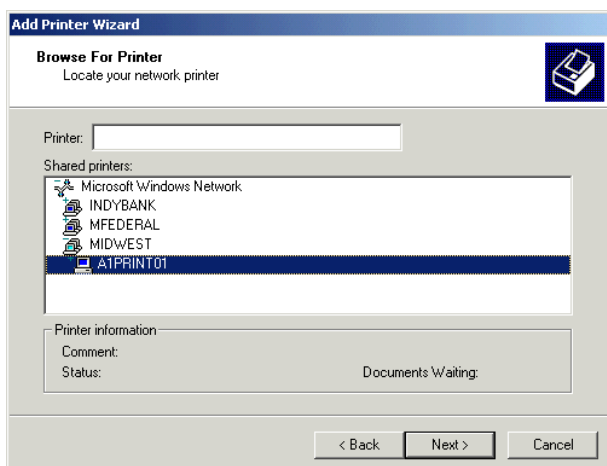 Add Printer Wizard
Browse For Printer
Locate your network printer
Printer:
Shared printers:
Microsoft Windows Network
INDYBANK
MFEDERAL
MIDWEST
A1PRINT01
Printer information
Comment:
Status: Documents Waiting:
< Back Next > Cancel